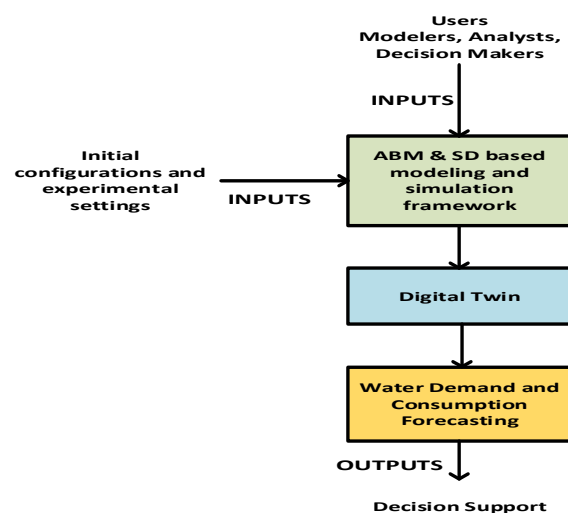 Users
Modelers, Analysts,
Decision Makers
INPUTS
Initial
configurations and
experimental
settings
INPUTS
ABM & SD based
modeling and
simulation
framework
Digital Twin
Water Demand and
Consumption
Forecasting
OUTPUTS
Decision Support